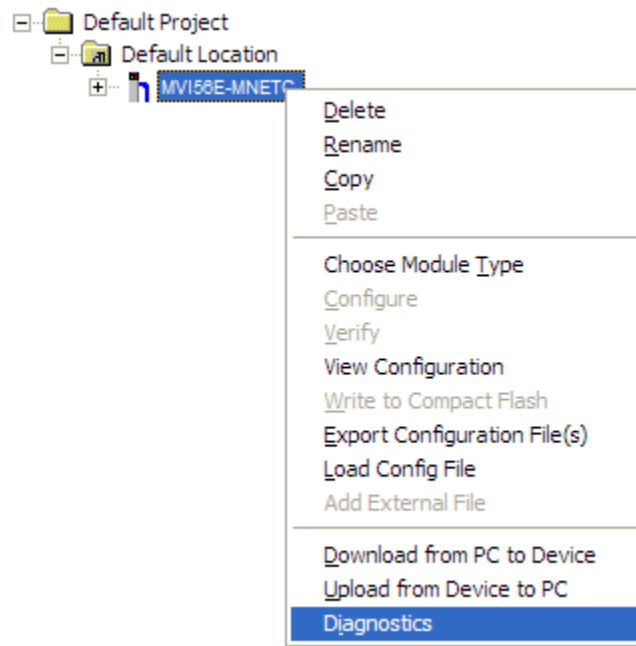 Default Project
Default Location
MVI56E-MNETC
Delete
Rename
Copy
Paste
Choose Module Type
Configure
Verify
View Configuration
Write to Compact Flash
Export Configuration File(s)
Load Config File
Add External File
Download from PC to Device
Upload from Device to PC
Diagnostics